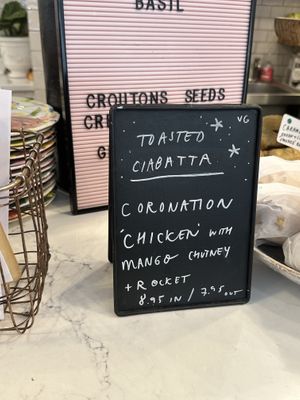 BASIL
CROUTONS SEEDS
VG
TOASTED
CIABATTA
CORONATION
'CHICKEN' WITH
MANGO CHUTNEY
+ ROCKET
8.95 IN / 7.95 OUT